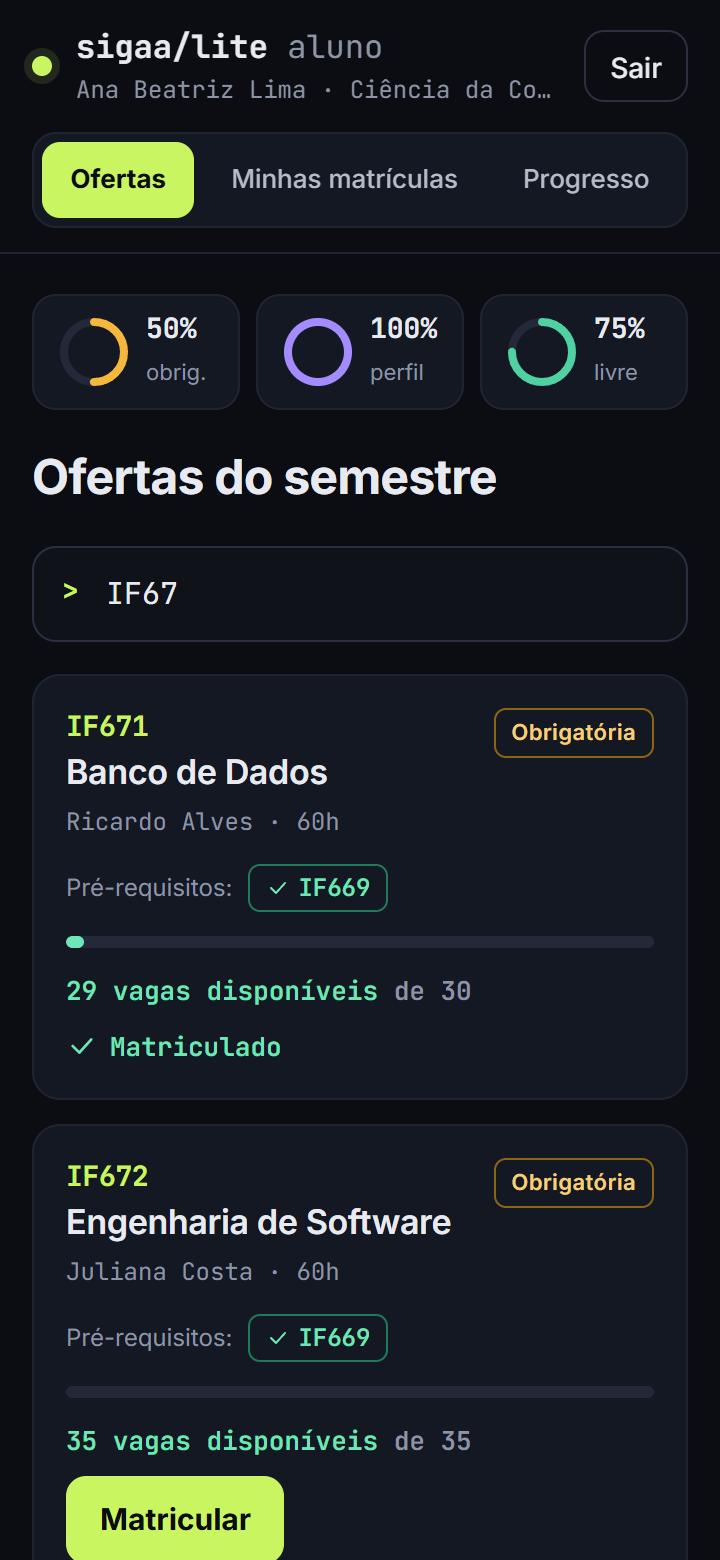 sigaa/lite aluno
Ana Beatriz Lima · Ciência da Co…
Sair
Ofertas
Minhas matrículas
Progresso
50%
obrig.
100%
perfil
75%
livre
Ofertas do semestre
> IF67
IF671
Obrigatória
Banco de Dados
Ricardo Alves · 60h
Pré-requisitos: ✓ IF669
29 vagas disponíveis de 30
✓ Matriculado
IF672
Obrigatória
Engenharia de Software
Juliana Costa · 60h
Pré-requisitos: ✓ IF669
35 vagas disponíveis de 35
Matricular